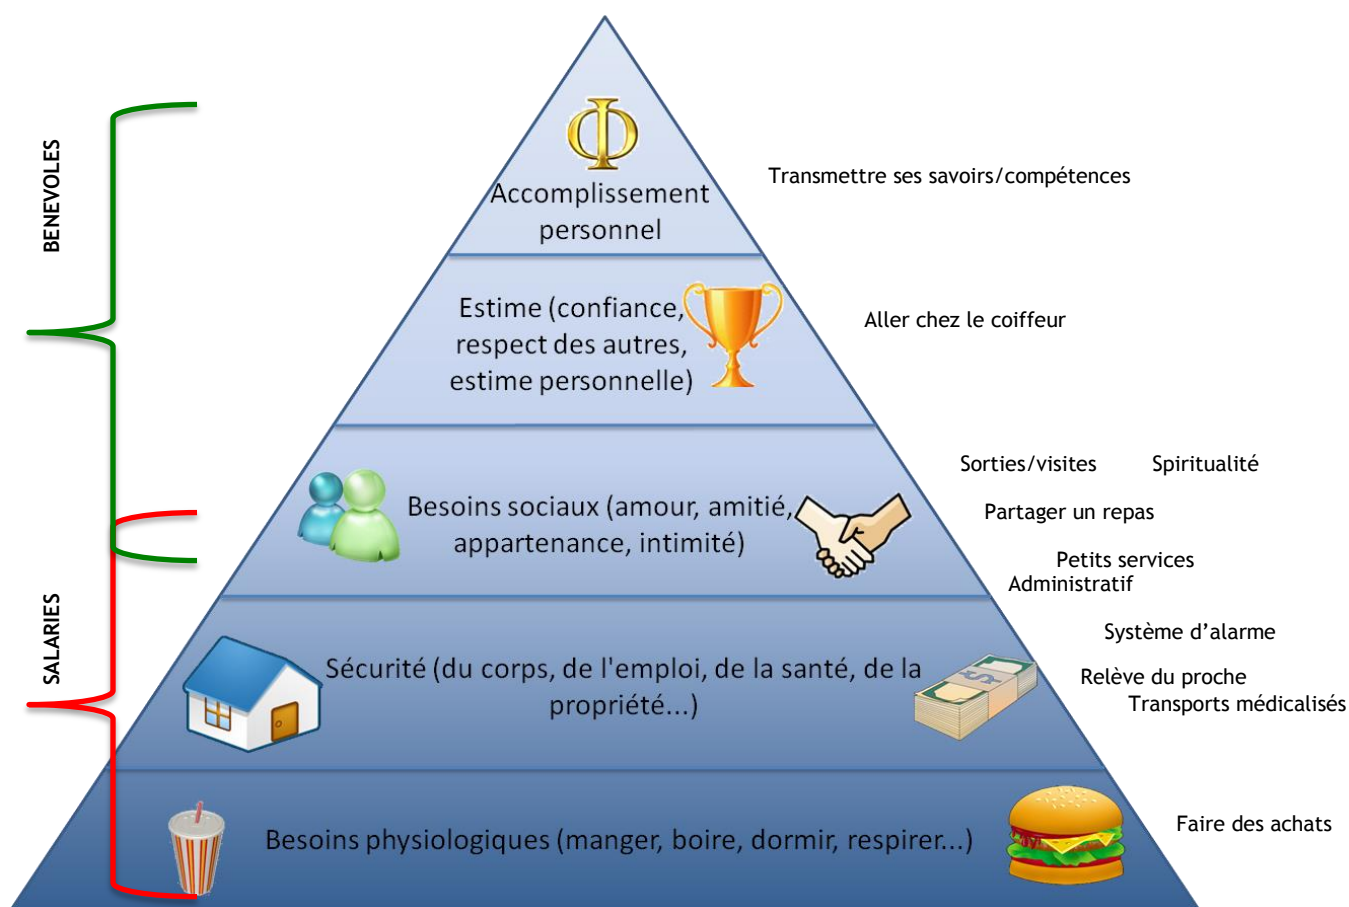 BENEVOLES
SALARIES
Φ
Accomplissement
personnel
Transmettre ses savoirs/compétences
Estime (confiance,
respect des autres,
estime personnelle)
Aller chez le coiffeur
Sorties/visites Spiritualité
Besoins sociaux (amour, amitié,
appartenance, intimité)
Partager un repas
Petits services
Administratif
Système d’alarme
Sécurité (du corps, de l'emploi, de la santé, de la
propriété...)
$
Relève du proche
Transports médicalisés
Besoins physiologiques (manger, boire, dormir, respirer...)
Faire des achats